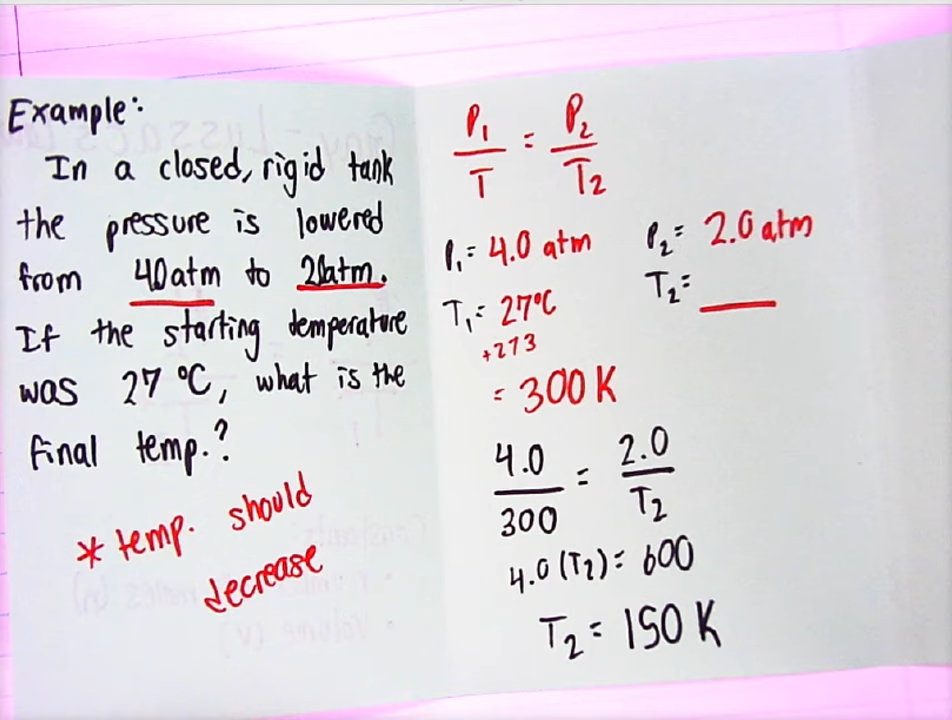 Example:
In a closed, rigid tank
the pressure is lowered
from 4.0 atm to 2.0 atm.
If the starting temperature
was 27 °C, what is the
final temp.?
* temp. should
decrease
P₁/T = P₂/T₂
P₁ = 4.0 atm
T₁ = 27°C
+273
= 300 K
P₂ = 2.0 atm
T₂ = ____
4.0/300 = 2.0/T₂
4.0 (T₂) = 600
T₂ = 150 K